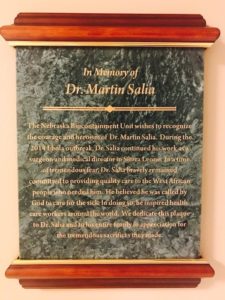 In Memory of
Dr. Martin Salia
The Nebraska Biocontainment Unit wishes to recognize
the courage and heroism of Dr. Martin Salia. During the
2014 Ebola outbreak, Dr. Salia continued his work as a
surgeon and medical director in Sierra Leone. In a time
of tremendous fear, Dr. Salia bravely remained
committed to providing quality care to the West African
people who needed him. He believed he was called by
God to care for the sick. In doing so, he inspired health
care workers around the world. We dedicate this plaque
to Dr. Salia and to his entire family in appreciation for
the tremendous sacrifices they made.